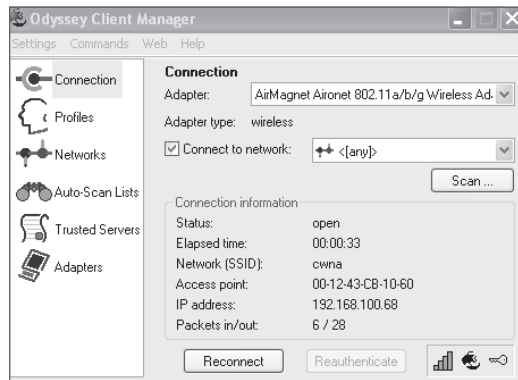 Odyssey Client Manager
Settings Commands Web Help
Connection
Profiles
Networks
Auto-Scan Lists
Trusted Servers
Adapters
Connection
Adapter: AirMagnet Aironet 802.11a/b/g Wireless Ad.
Adapter type: wireless
Connect to network: <[any]>
Scan ...
Connection information
Status: open
Elapsed time: 00:00:33
Network (SSID): cwna
Access point: 00-12-43-CB-10-60
IP address: 192.168.100.68
Packets in/out: 6 / 28
Reconnect Reauthenticate